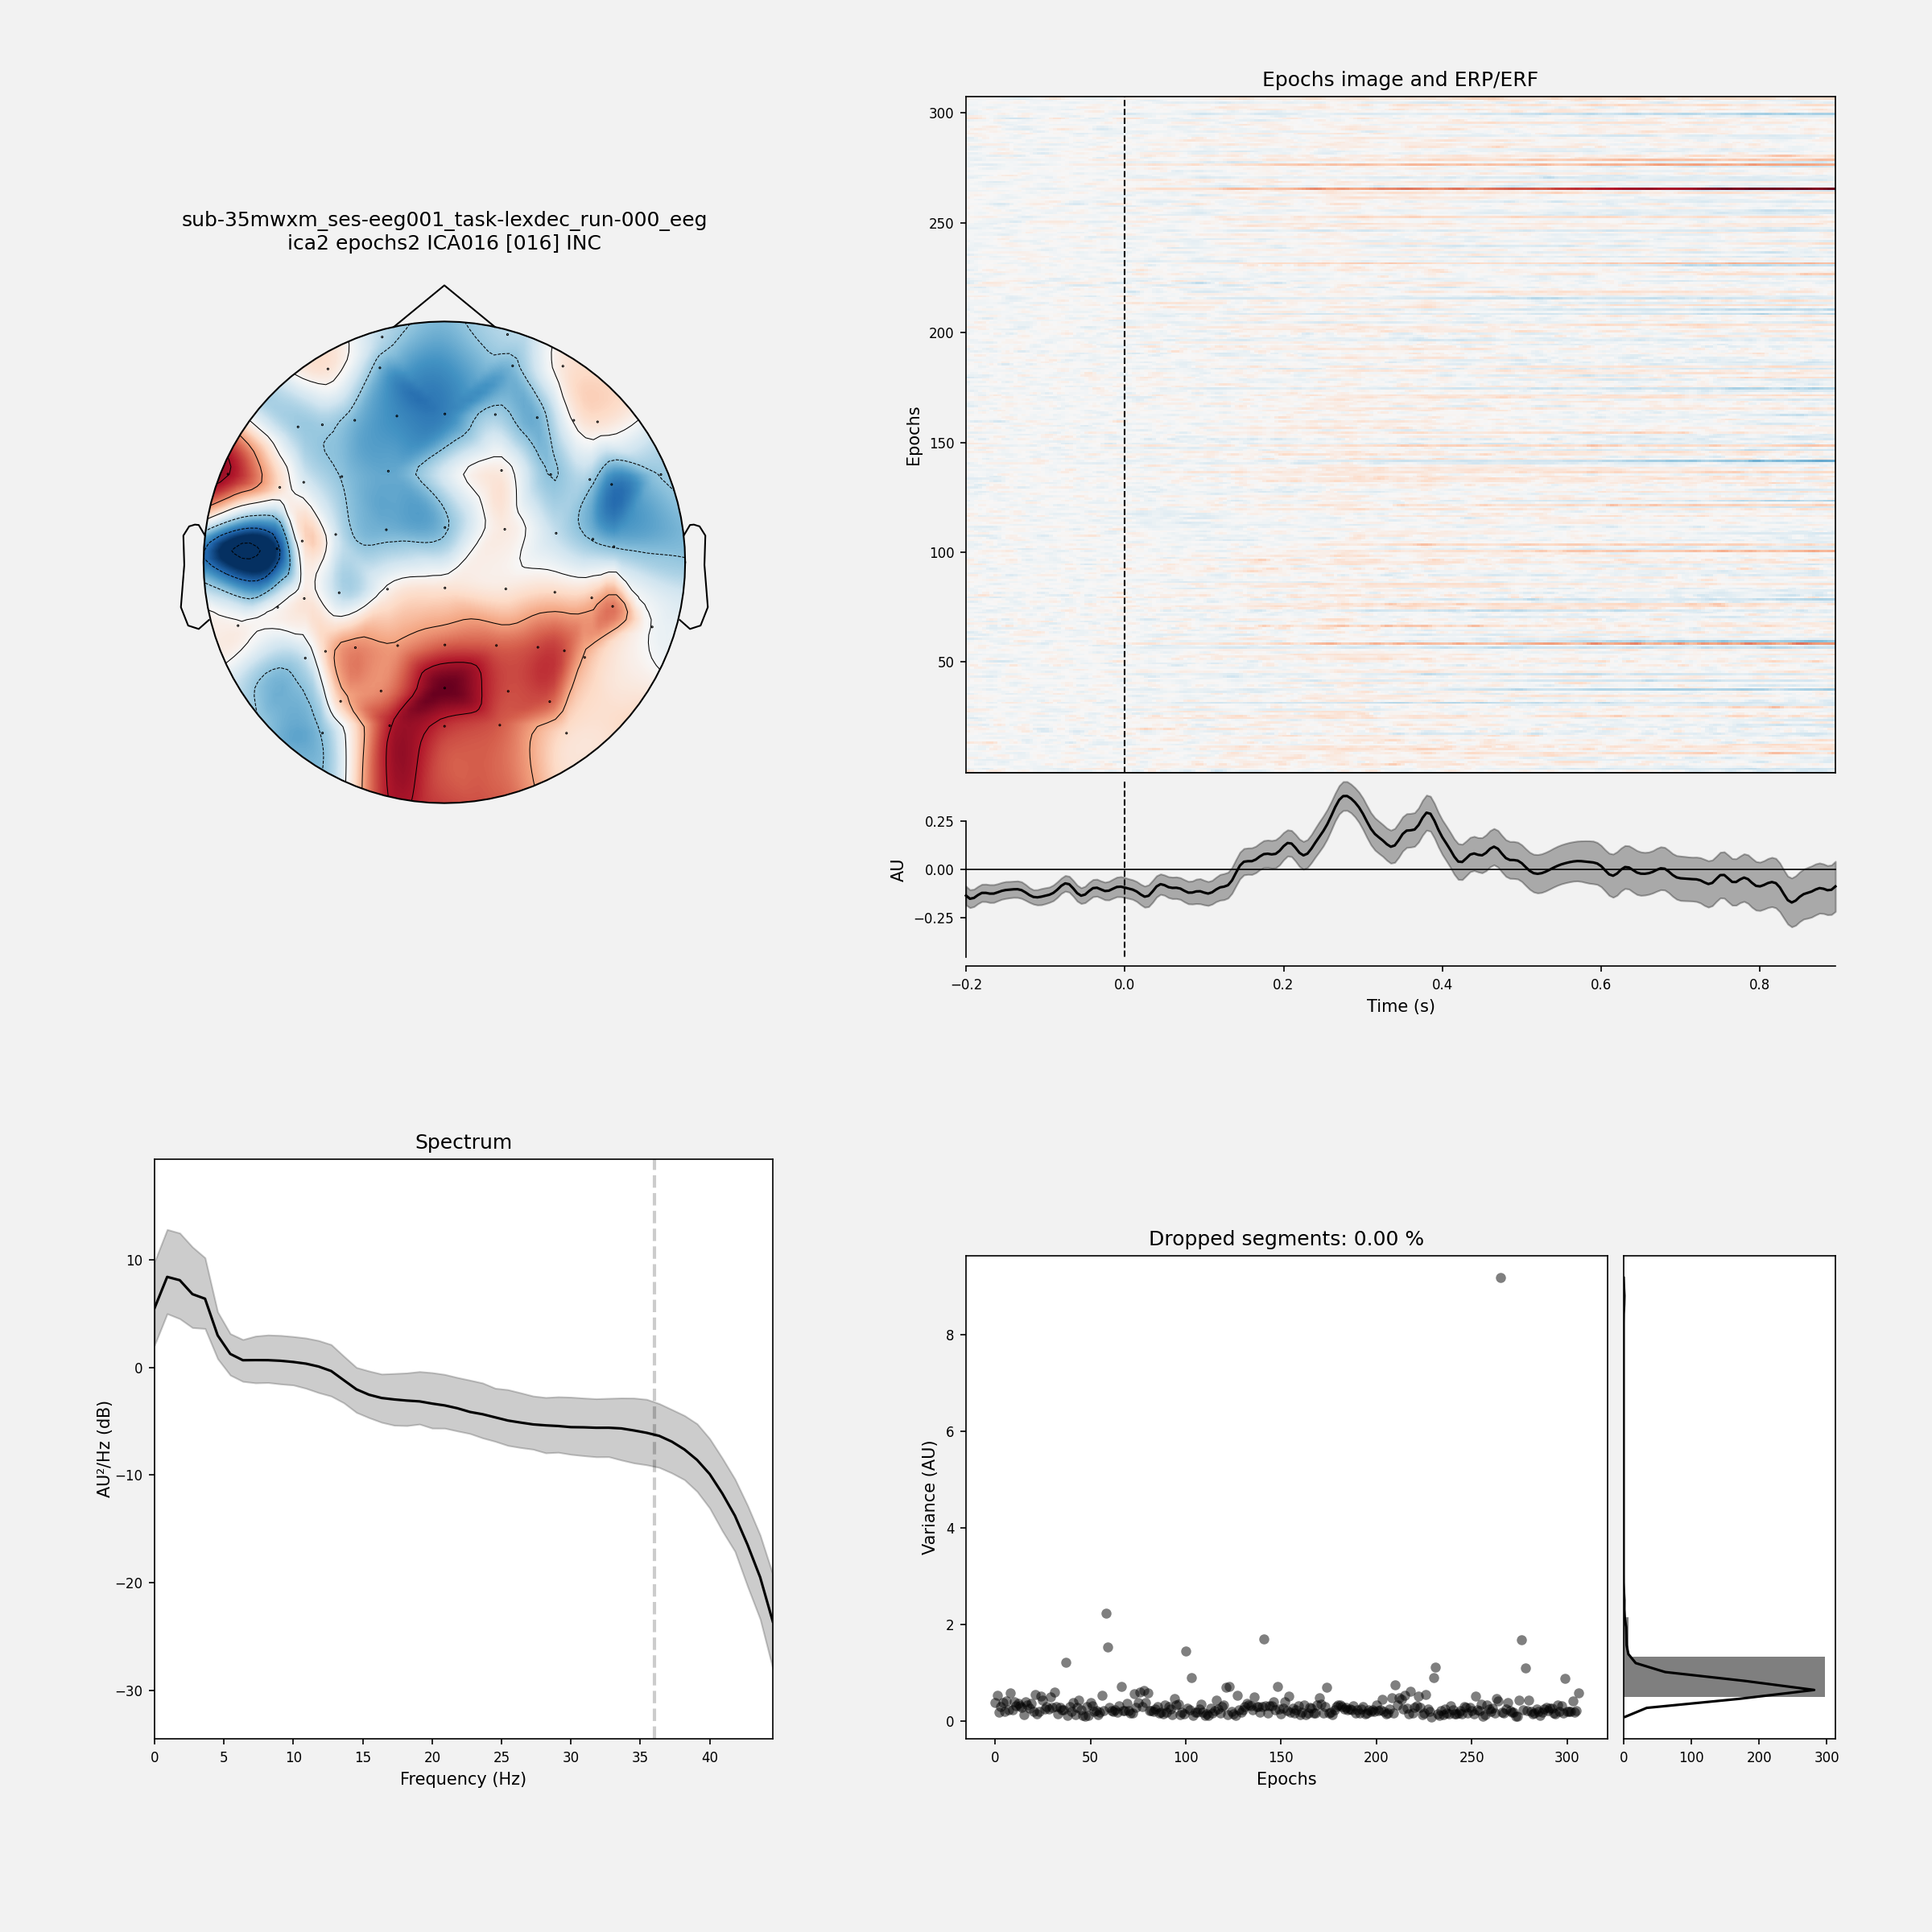 sub-35mwxm_ses-eeg001_task-lexdec_run-000_eeg
ica2 epochs2 ICA016 [016] INC
Epochs image and ERP/ERF
300
250
200
150
100
50
Epochs
0.25
0.00
−0.25
AU
−0.2 0.0 0.2 0.4 0.6 0.8
Time (s)
Spectrum
10
0
−10
−20
−30
AU²/Hz (dB)
0 5 10 15 20 25 30 35 40
Frequency (Hz)
Dropped segments: 0.00 %
8
6
4
2
0
Variance (AU)
0 50 100 150 200 250 300
Epochs
0 100 200 300